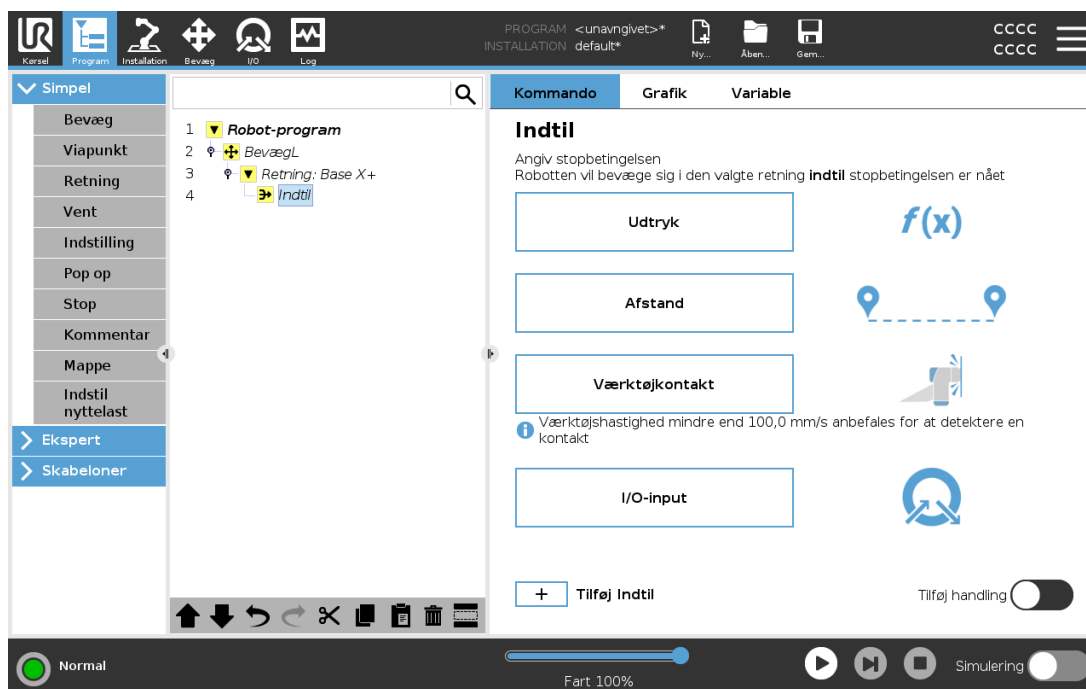 PROGRAM <unavngivet>*
INSTALLATION default*
Kørsel
Program
Installation
Bevæg
I/O
Log
Ny...
Åben...
Gem...
CCCC
CCCC
Simpel
Bevæg
Viapunkt
Retning
Vent
Indstilling
Pop op
Stop
Kommentar
Mappe
Indstil
nyttelast
Ekspert
Skabeloner
1 Robot-program
2 BevægL
3 Retning: Base X+
4 Indtil
Kommando Grafik Variable
Indtil
Angiv stopbetingelsen
Robotten vil bevæge sig i den valgte retning indtil stopbetingelsen er nået
Udtryk
f(x)
Afstand
Værktøjkontakt
Værktøjshastighed mindre end 100,0 mm/s anbefales for at detektere en
kontakt
I/O-input
+ Tilføj Indtil
Tilføj handling
Normal
Fart 100%
Simulering